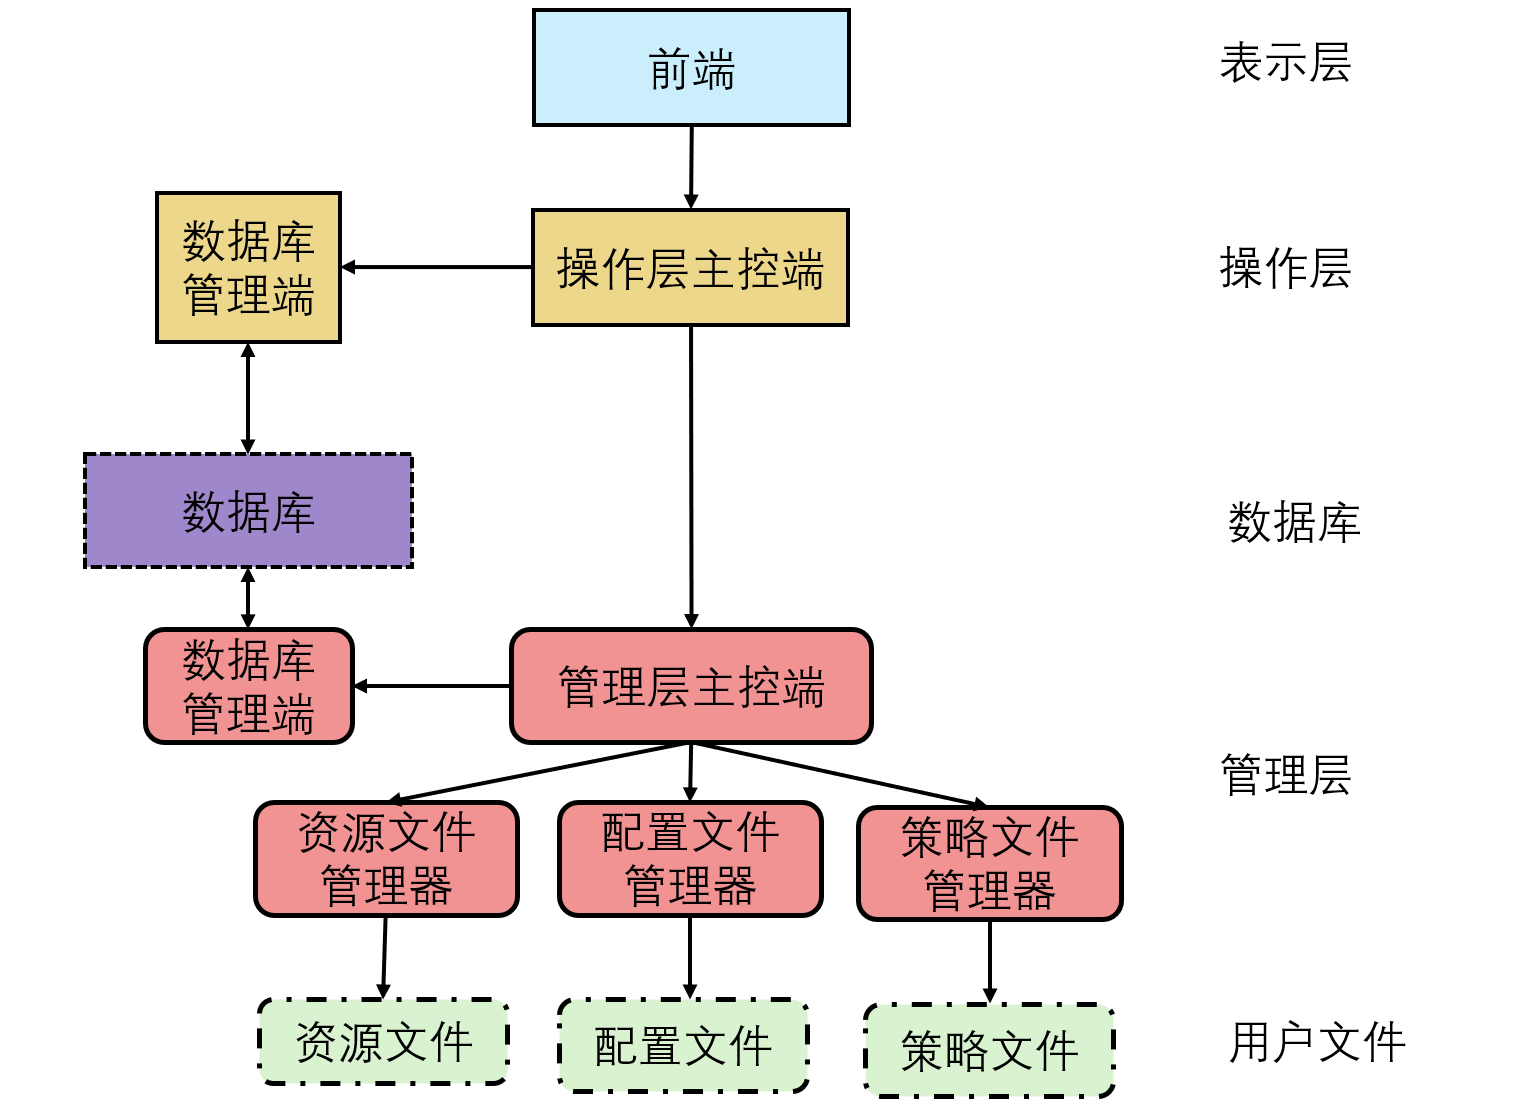 前端
表示层
数据库
管理端
操作层主控端
操作层
数据库
数据库
数据库
管理端
管理层主控端
管理层
资源文件
管理器
配置文件
管理器
策略文件
管理器
资源文件
配置文件
策略文件
用户文件